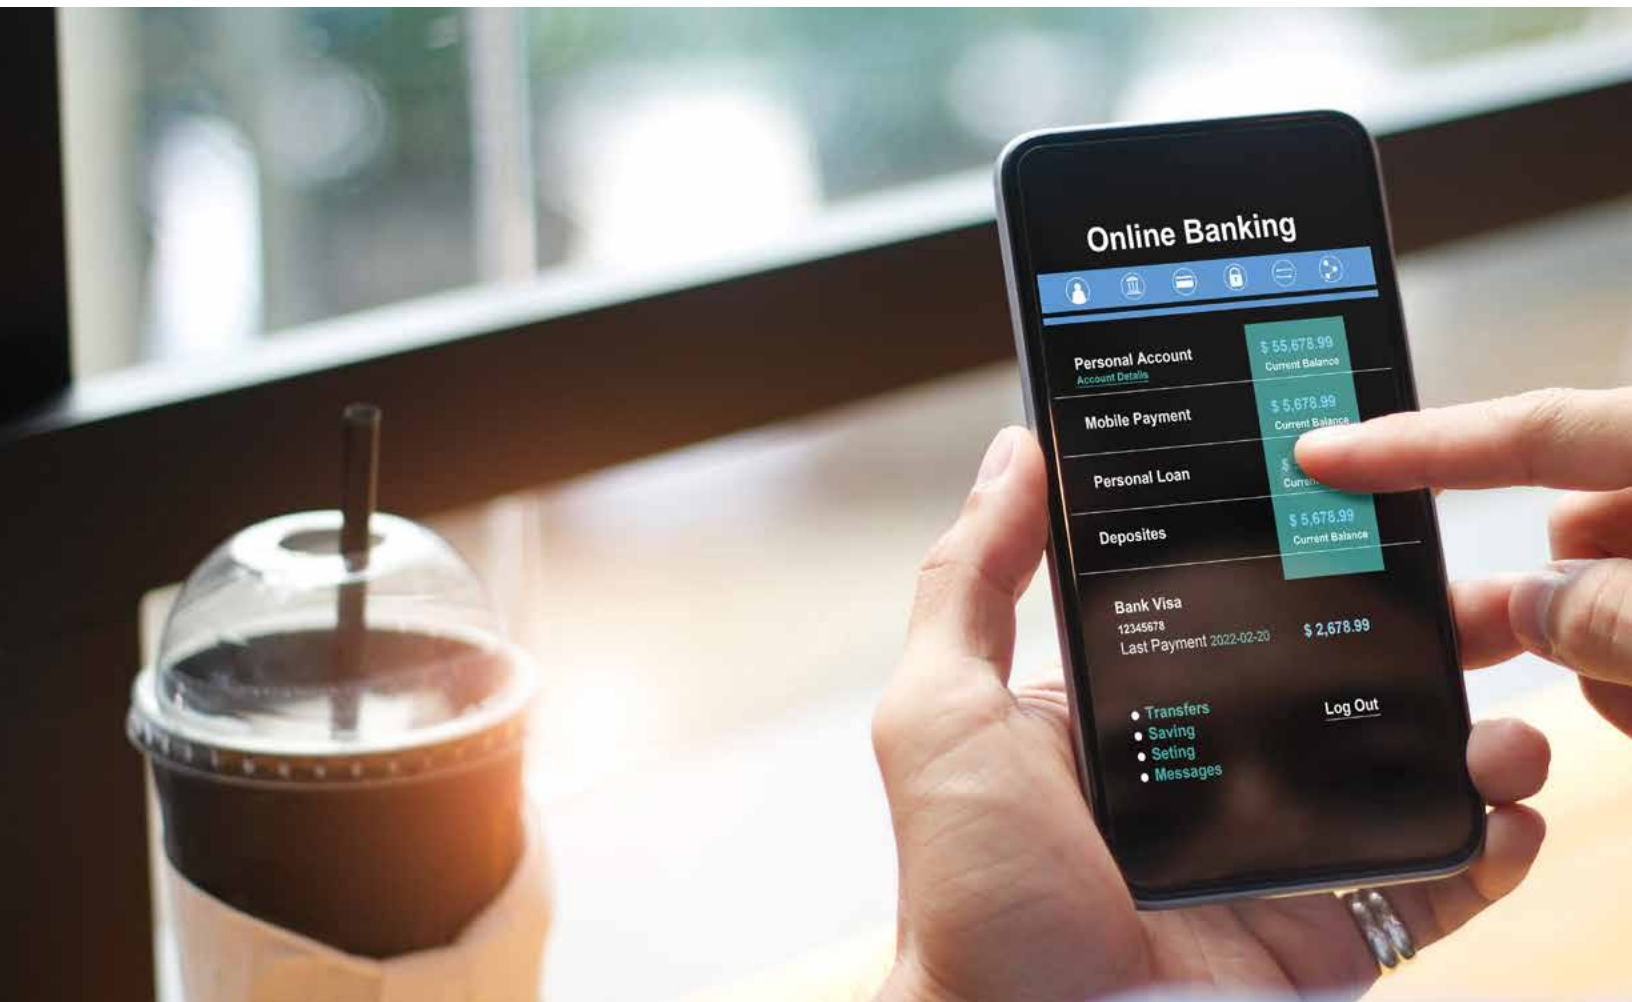 Online Banking
Personal Account
Account Details
$ 55,678.99
Current Balance
Mobile Payment
$ 5,678.99
Current Balance
Personal Loan
$
Deposites
$ 5,678.99
Current Balance
Bank Visa
12345678
Last Payment 2022-02-20
$ 2,678.99
Transfers
Saving
Seting
Messages
Log Out